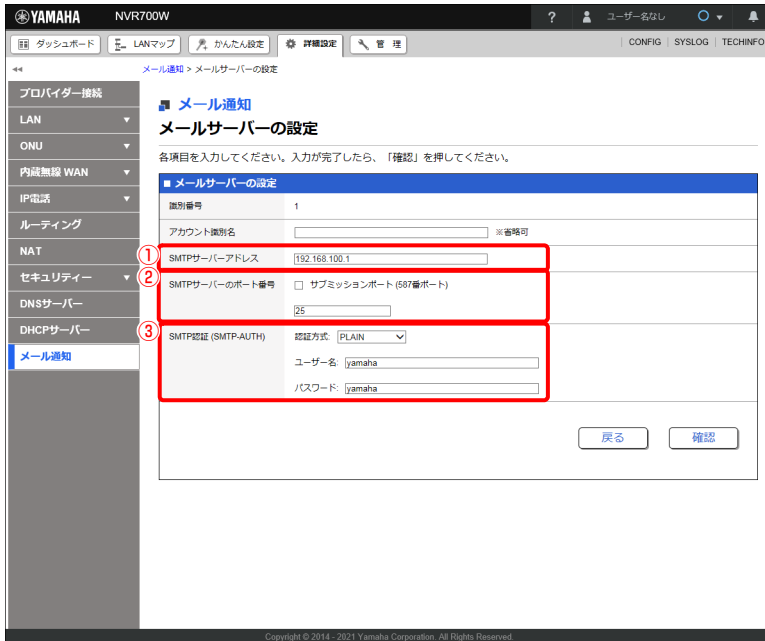 YAMAHA NVR700W ? ユーザー名なし
ダッシュボード LANマップ かんたん設定 詳細設定 管理 CONFIG SYSLOG TECHINFO
メール通知 > メールサーバーの設定
プロバイダー接続
LAN
ONU
内蔵無線 WAN
IP電話
ルーティング
NAT
セキュリティー
DNSサーバー
DHCPサーバー
メール通知
メール通知
メールサーバーの設定
各項目を入力してください。入力が完了したら、「確認」を押してください。
■ メールサーバーの設定
識別番号 1
アカウント識別名 ※省略可
① SMTPサーバーアドレス 192.168.100.1
② SMTPサーバーのポート番号 サブミッションポート (587番ポート)
25
③ SMTP認証 (SMTP-AUTH) 認証方式: PLAIN
ユーザー名: yamaha
パスワード: yamaha
戻る 確認
Copyright © 2014 - 2021 Yamaha Corporation. All Rights Reserved.